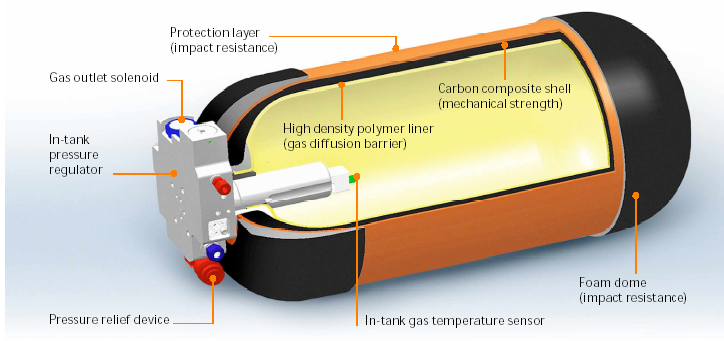 Protection layer
(impact resistance)
Gas outlet solenoid
Carbon composite shell
(mechanical strength)
High density polymer liner
(gas diffusion barrier)
In-tank
pressure
regulator
Foam dome
(impact resistance)
Pressure relief device
In-tank gas temperature sensor